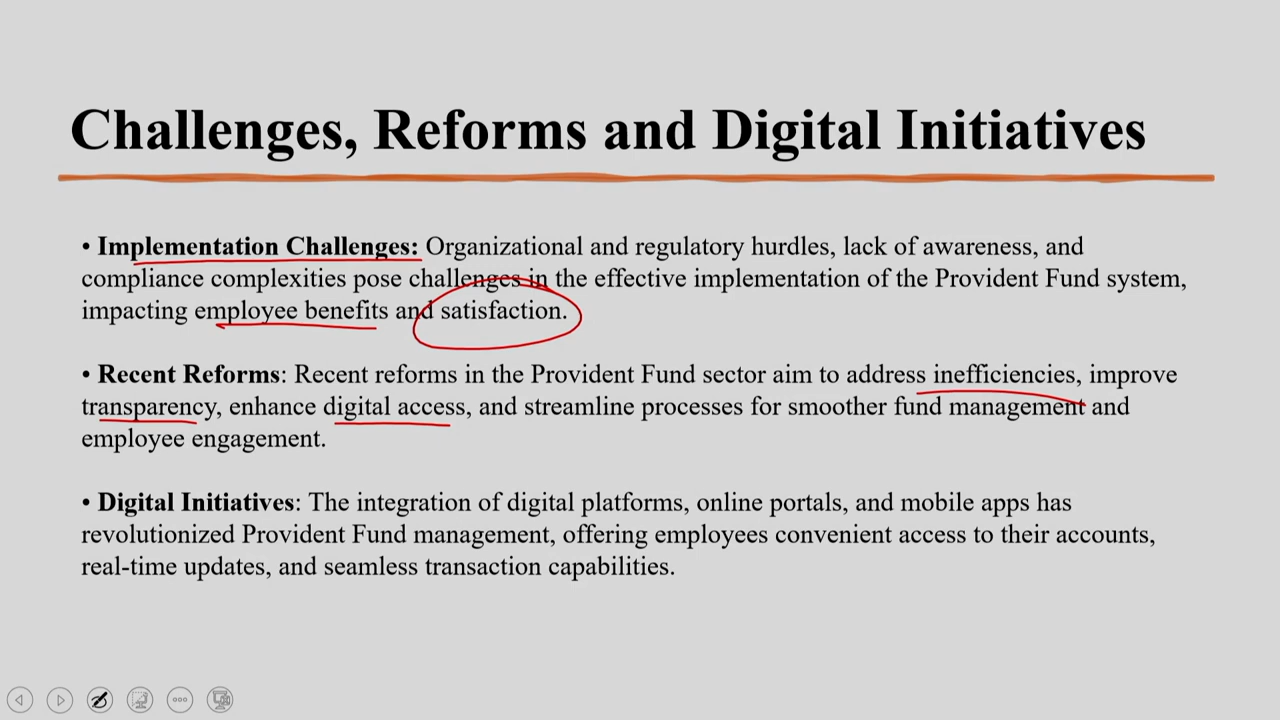 Challenges, Reforms and Digital Initiatives
• Implementation Challenges: Organizational and regulatory hurdles, lack of awareness, and
compliance complexities pose challenges in the effective implementation of the Provident Fund system,
impacting employee benefits and satisfaction.
• Recent Reforms: Recent reforms in the Provident Fund sector aim to address inefficiencies, improve
transparency, enhance digital access, and streamline processes for smoother fund management and
employee engagement.
• Digital Initiatives: The integration of digital platforms, online portals, and mobile apps has
revolutionized Provident Fund management, offering employees convenient access to their accounts,
real-time updates, and seamless transaction capabilities.